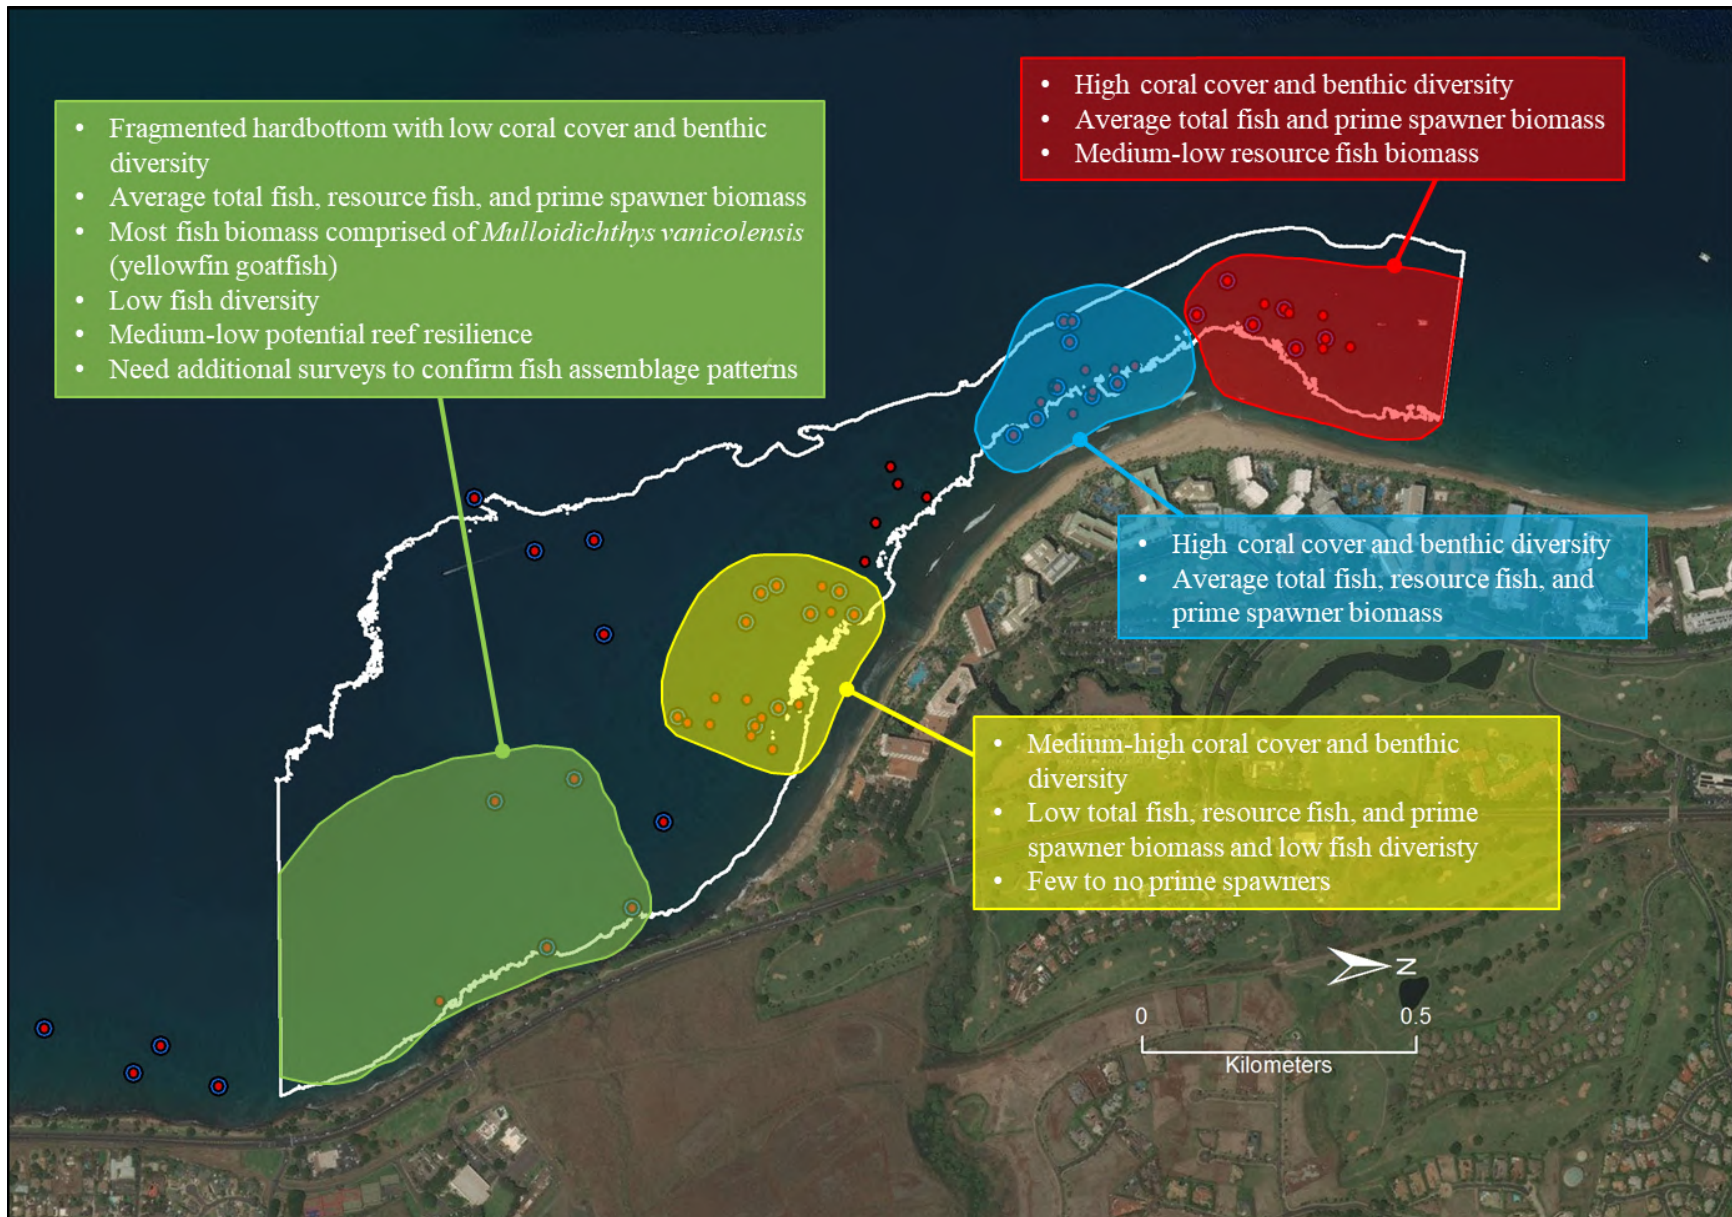 • Fragmented hardbottom with low coral cover and benthic
diversity
• Average total fish, resource fish, and prime spawner biomass
• Most fish biomass comprised of Mulloidichthys vanicolensis
(yellowfin goatfish)
• Low fish diversity
• Medium-low potential reef resilience
• Need additional surveys to confirm fish assemblage patterns
• High coral cover and benthic diversity
• Average total fish and prime spawner biomass
• Medium-low resource fish biomass
• High coral cover and benthic diversity
• Average total fish, resource fish, and
prime spawner biomass
• Medium-high coral cover and benthic
diversity
• Low total fish, resource fish, and prime
spawner biomass and low fish diveristy
• Few to no prime spawners
N
0 0.5
Kilometers